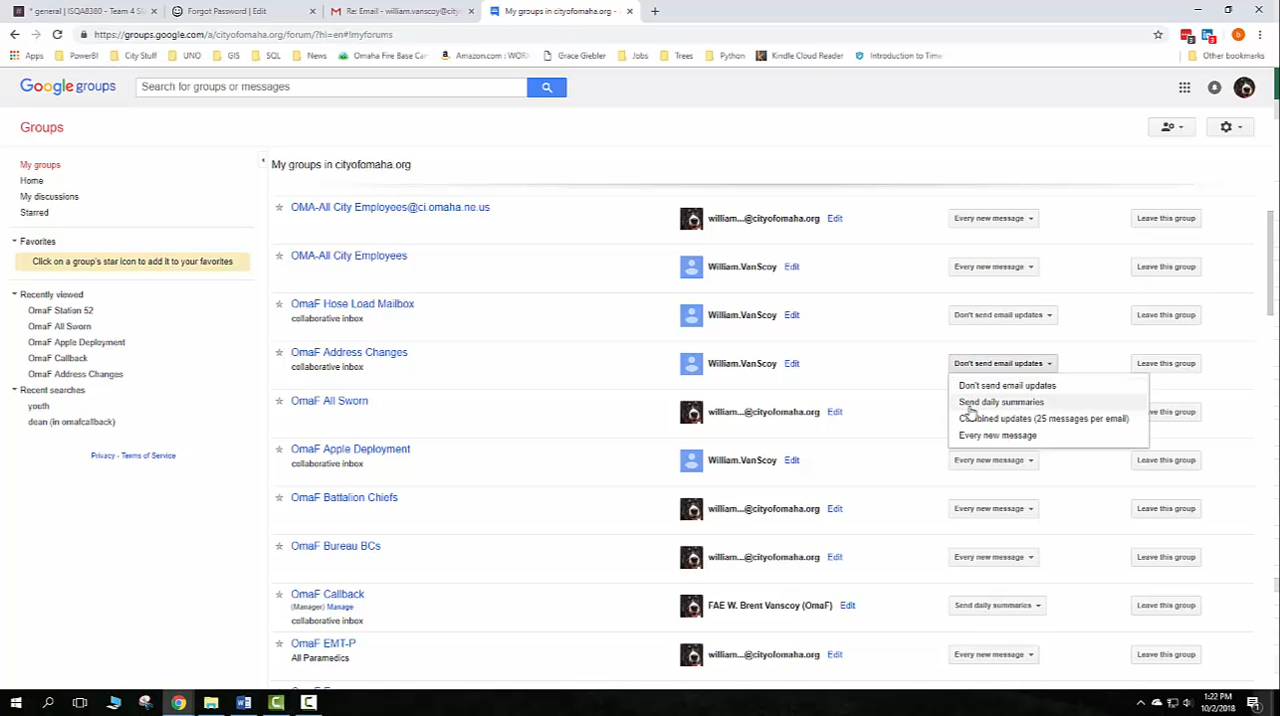 * general | ISQA8380 - Team 4 Sl
Forgot Password | Edit
Re: Email - william.vanscoy@city
My groups in cityofomaha.org -
https://groups.google.com/a/cityofomaha.org/forum/?hl=en#!myforums
Apps PowerBI City Stuff UNO GIS SQL News Omaha Fire Base Car Amazon.com : WOR Grace Giebler Jobs Trees Python Kindle Cloud Reader Introduction to Time Other bookmarks
Google groups
Search for groups or messages
Groups
My groups
Home
My discussions
Starred
Favorites
Click on a group's star icon to add it to your favorites
Recently viewed
OmaF Station 52
OmaF All Sworn
OmaF Apple Deployment
OmaF Callback
OmaF Address Changes
Recent searches
youth
dean (in omafcallback)
Privacy - Terms of Service
My groups in cityofomaha.org
OMA-All City Employees@ci.omaha.ne.us
william...@cityofomaha.org Edit
Every new message
Leave this group
OMA-All City Employees
William.VanScoy Edit
Every new message
Leave this group
OmaF Hose Load Mailbox
collaborative inbox
William.VanScoy Edit
Don't send email updates
Leave this group
OmaF Address Changes
collaborative inbox
William.VanScoy Edit
Don't send email updates
Leave this group
Don't send email updates
Send daily summaries
Combined updates (25 messages per email)
Every new message
OmaF All Sworn
william...@cityofomaha.org Edit
ve this group
OmaF Apple Deployment
collaborative inbox
William.VanScoy Edit
Every new message
Leave this group
OmaF Battalion Chiefs
william...@cityofomaha.org Edit
Every new message
Leave this group
OmaF Bureau BCs
william...@cityofomaha.org Edit
Every new message
Leave this group
OmaF Callback
(Manager) Manage
collaborative inbox
FAE W. Brent Vanscoy (OmaF) Edit
Send daily summaries
Leave this group
OmaF EMT-P
All Paramedics
william...@cityofomaha.org Edit
Every new message
Leave this group
1:22 PM
10/2/2018